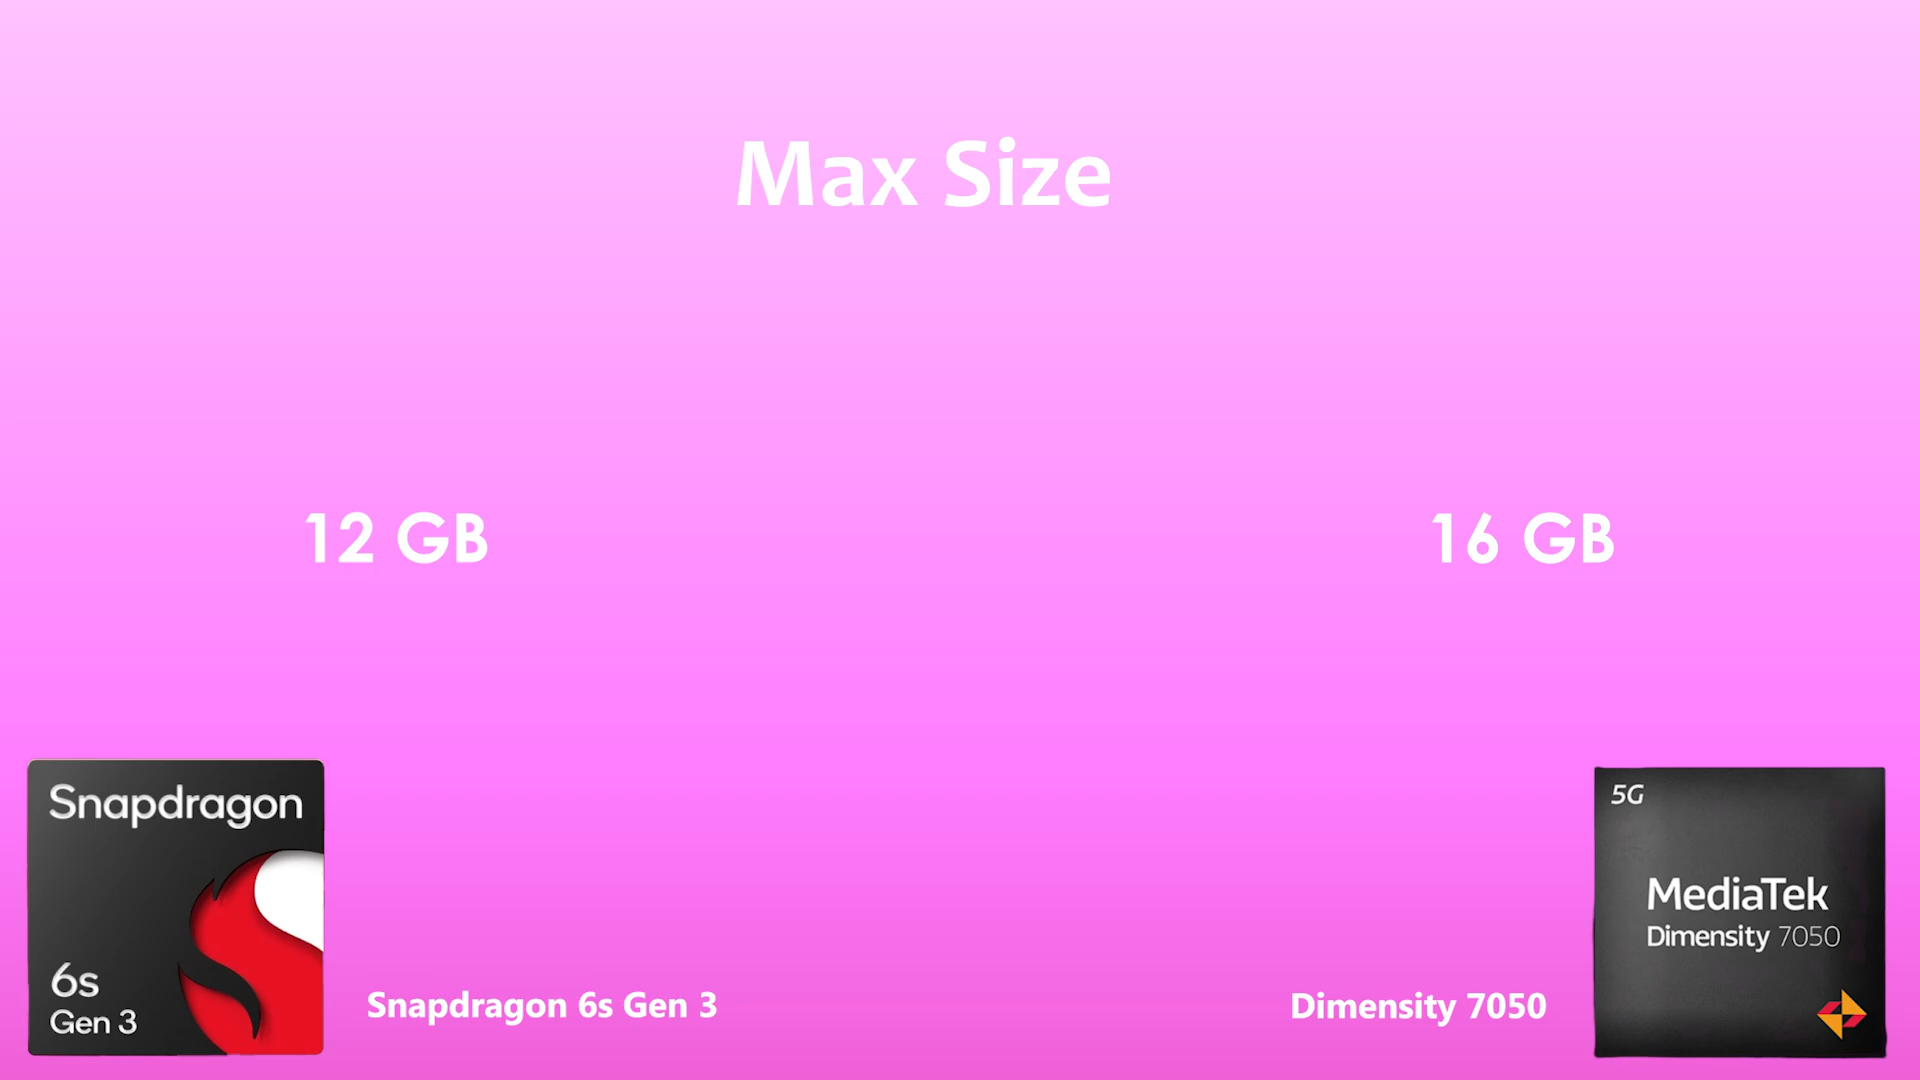 Max Size
12 GB
16 GB
Snapdragon
6s
Gen 3
Snapdragon 6s Gen 3
Dimensity 7050
5G
MediaTek
Dimensity 7050